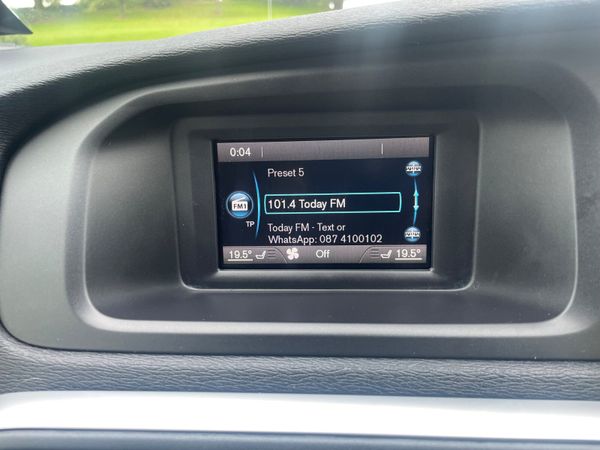 0:04
Preset 5
FM1
101.4 Today FM
TP
Today FM - Text or
WhatsApp: 087 4100102
19.5° Off 19.5°